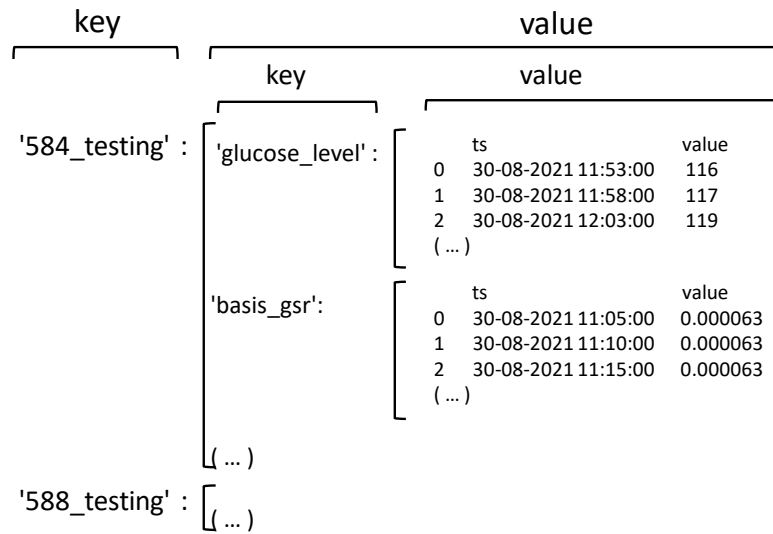 key value
key value
'584_testing' : 'glucose_level' :
ts value
0 30-08-2021 11:53:00 116
1 30-08-2021 11:58:00 117
2 30-08-2021 12:03:00 119
( ... )
'basis_gsr':
ts value
0 30-08-2021 11:05:00 0.000063
1 30-08-2021 11:10:00 0.000063
2 30-08-2021 11:15:00 0.000063
( ... )
( ... )
'588_testing' :
( ... )